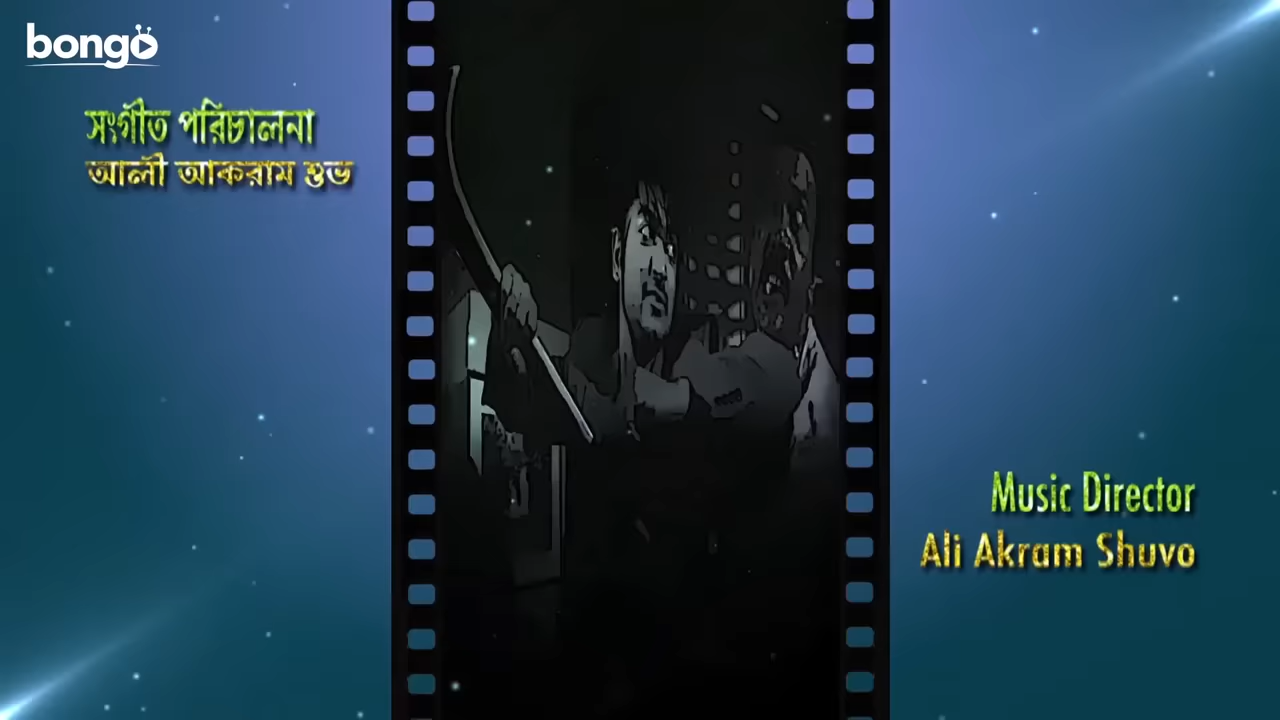 bongo
সংগীত পরিচালনা
আলী আকরাম শুভ
Music Director
Ali Akram Shuvo